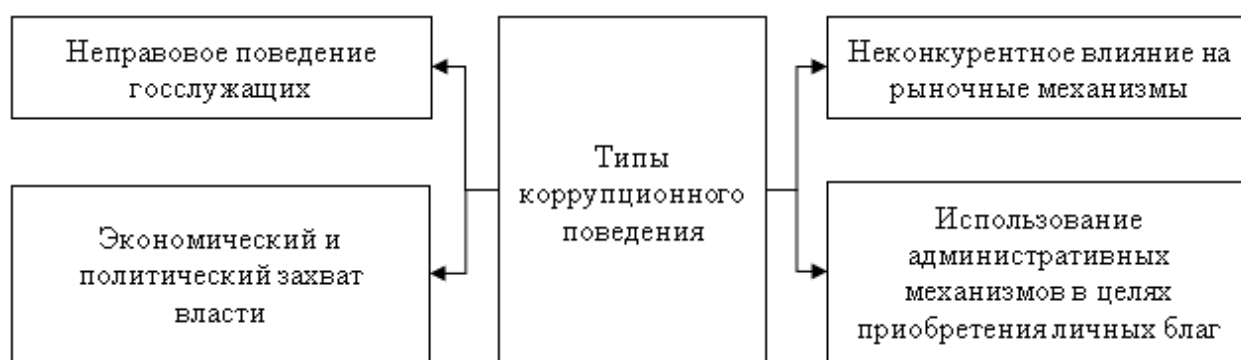 Неправовое поведение
госслужащих
Экономический и
политический захват
власти
Типы
коррупционного
поведения
Неконкурентное влияние на
рыночные механизмы
Использование
административных
механизмов в целях
приобретения личных благ